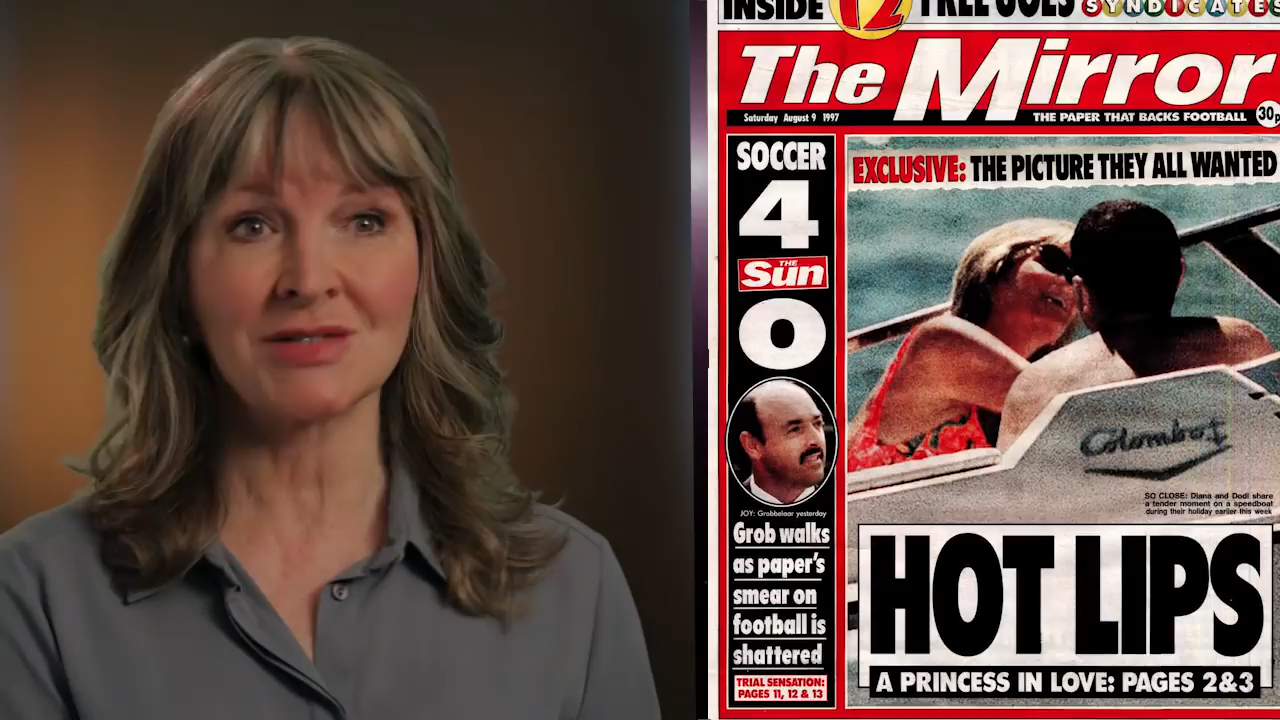 INSIDE 12 FREE GOES SYNDICATES
The Mirror
Saturday August 9 1997
THE PAPER THAT BACKS FOOTBALL
30p
SOCCER
4
THE
Sun
0
JOY: Grobbelaar yesterday
Grob walks
as paper's
smear on
football is
shattered
TRIAL SENSATION:
PAGES 11, 12 & 13
EXCLUSIVE: THE PICTURE THEY ALL WANTED
Colombo
SO CLOSE: Diana and Dodi share
a tender moment on a speedboat
during their holiday earlier this week
HOT LIPS
A PRINCESS IN LOVE: PAGES 2&3